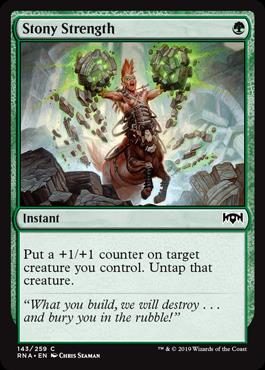 Stony Strength
Instant
Put a +1/+1 counter on target
creature you control. Untap that
creature.
“What you build, we will destroy . . .
and bury you in the rubble!”
143/259 C
RNA • EN Chris Seaman
™ & © 2019 Wizards of the Coast